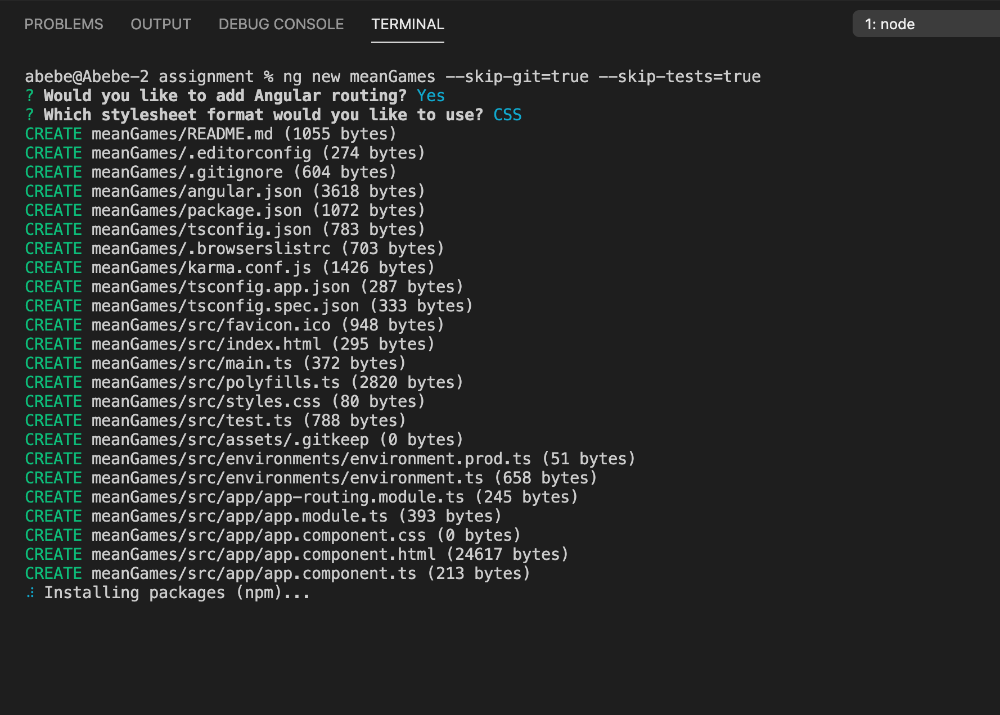 PROBLEMS OUTPUT DEBUG CONSOLE TERMINAL 1: node
abebe@Abebe-2 assignment % ng new meanGames --skip-git=true --skip-tests=true
? Would you like to add Angular routing? Yes
? Which stylesheet format would you like to use? CSS
CREATE meanGames/README.md (1055 bytes)
CREATE meanGames/.editorconfig (274 bytes)
CREATE meanGames/.gitignore (604 bytes)
CREATE meanGames/angular.json (3618 bytes)
CREATE meanGames/package.json (1072 bytes)
CREATE meanGames/tsconfig.json (783 bytes)
CREATE meanGames/.browserslistrc (703 bytes)
CREATE meanGames/karma.conf.js (1426 bytes)
CREATE meanGames/tsconfig.app.json (287 bytes)
CREATE meanGames/tsconfig.spec.json (333 bytes)
CREATE meanGames/src/favicon.ico (948 bytes)
CREATE meanGames/src/index.html (295 bytes)
CREATE meanGames/src/main.ts (372 bytes)
CREATE meanGames/src/polyfills.ts (2820 bytes)
CREATE meanGames/src/styles.css (80 bytes)
CREATE meanGames/src/test.ts (788 bytes)
CREATE meanGames/src/assets/.gitkeep (0 bytes)
CREATE meanGames/src/environments/environment.prod.ts (51 bytes)
CREATE meanGames/src/environments/environment.ts (658 bytes)
CREATE meanGames/src/app/app-routing.module.ts (245 bytes)
CREATE meanGames/src/app/app.module.ts (393 bytes)
CREATE meanGames/src/app/app.component.css (0 bytes)
CREATE meanGames/src/app/app.component.html (24617 bytes)
CREATE meanGames/src/app/app.component.ts (213 bytes)
Installing packages (npm)...